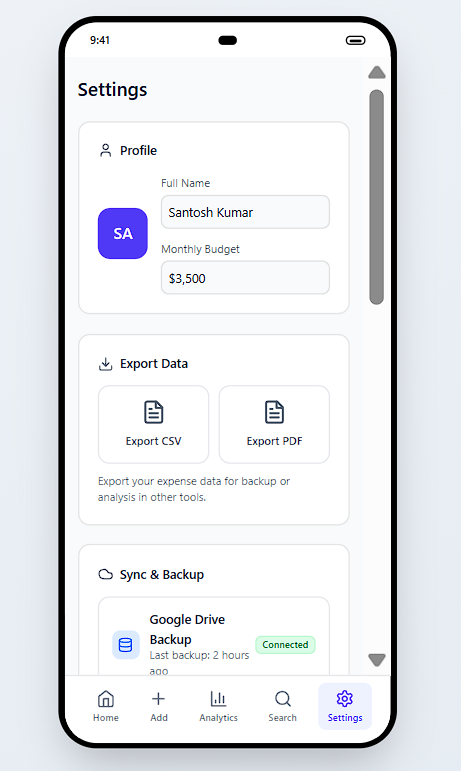 9:41
Settings
Profile
Full Name
SA
Santosh Kumar
Monthly Budget
$3,500
Export Data
Export CSV
Export PDF
Export your expense data for backup or
analysis in other tools.
Sync & Backup
Google Drive
Backup
Last backup: 2 hours
ago
Connected
Home
Add
Analytics
Search
Settings